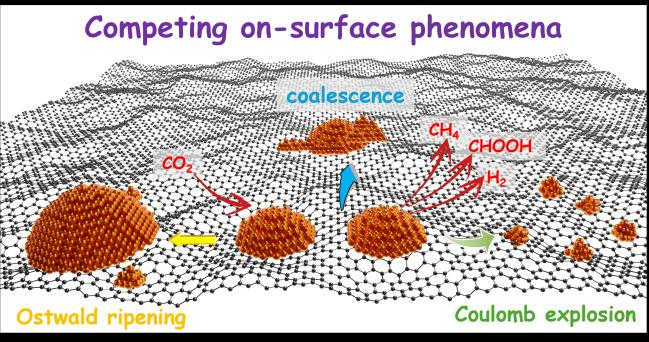 Competing on-surface phenomena
coalescence
CH₄
CHOOH
CO₂
H₂
Ostwald ripening
Coulomb explosion